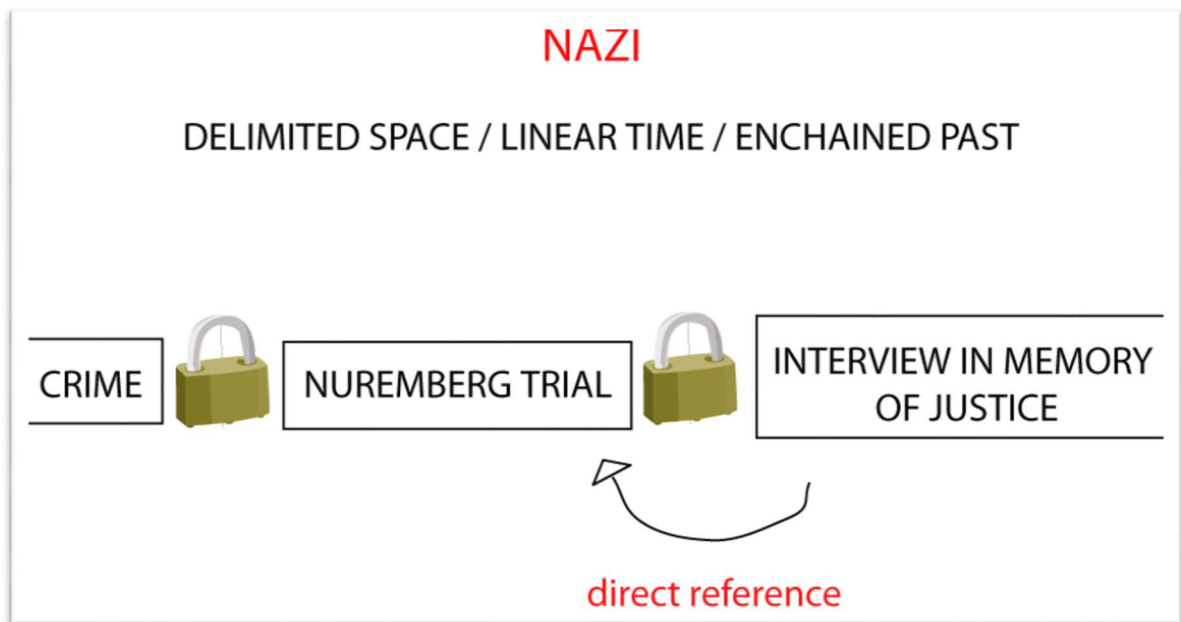 NAZI
DELIMITED SPACE / LINEAR TIME / ENCHAINED PAST
CRIME
NUREMBERG TRIAL
INTERVIEW IN MEMORY
OF JUSTICE
direct reference